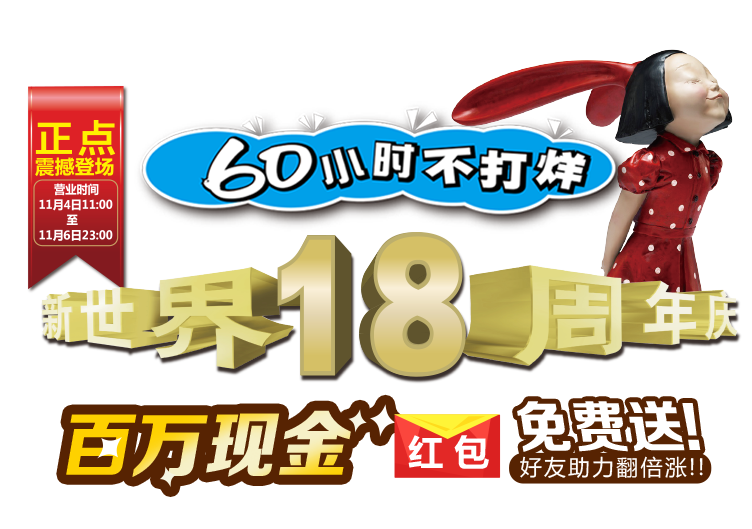 正点
震撼登场
营业时间
11月4日11:00
至
11月6日23:00
60小时不打烊
新世界18周年庆
百万现金
红包
免费送!
好友助力翻倍涨!!